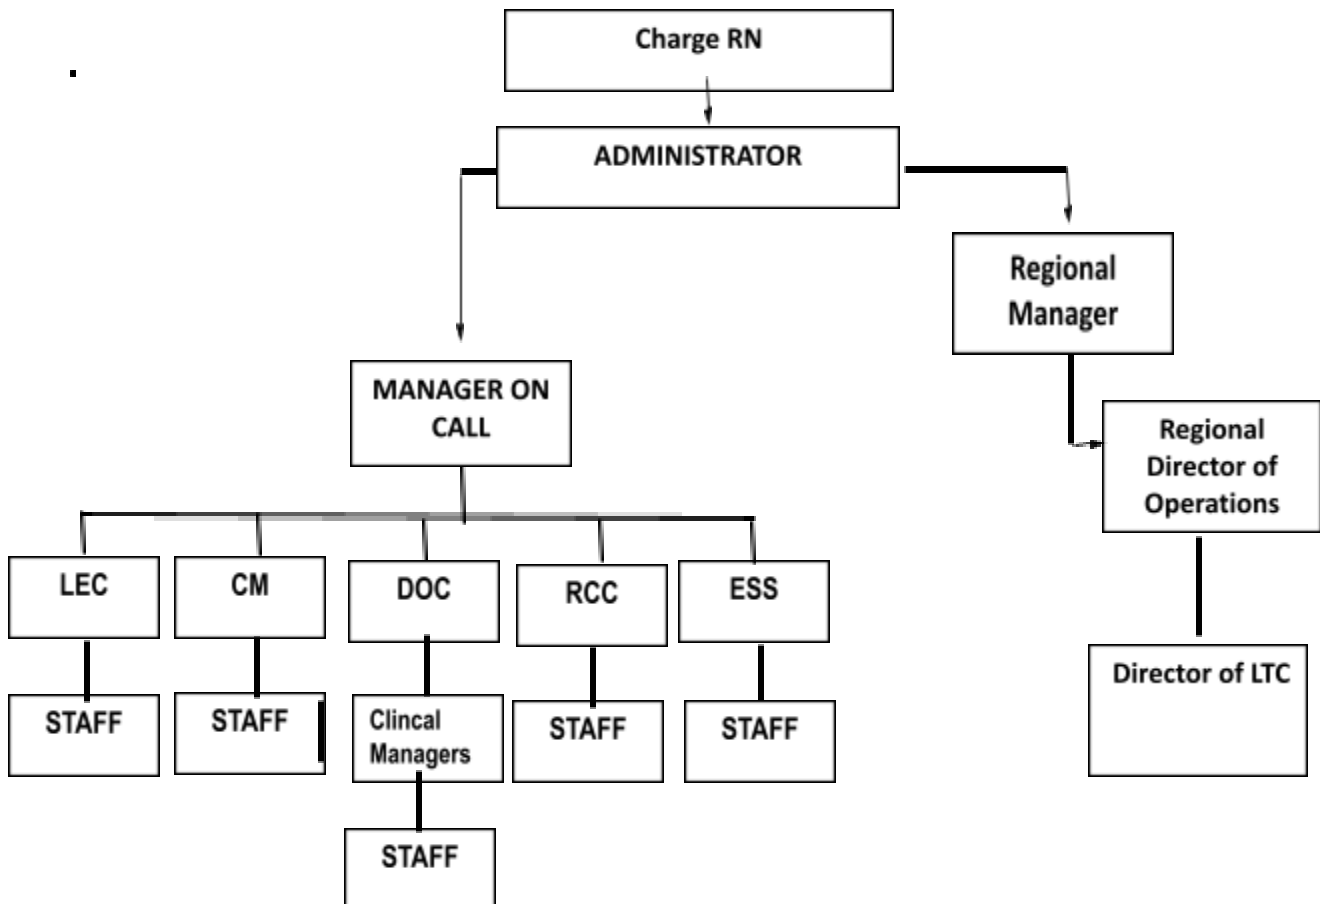 Charge RN
ADMINISTRATOR
Regional
Manager
MANAGER ON
CALL
Regional
Director of
Operations
LEC
CM
DOC
RCC
ESS
Director of LTC
STAFF
STAFF
Clincal
Managers
STAFF
STAFF
STAFF